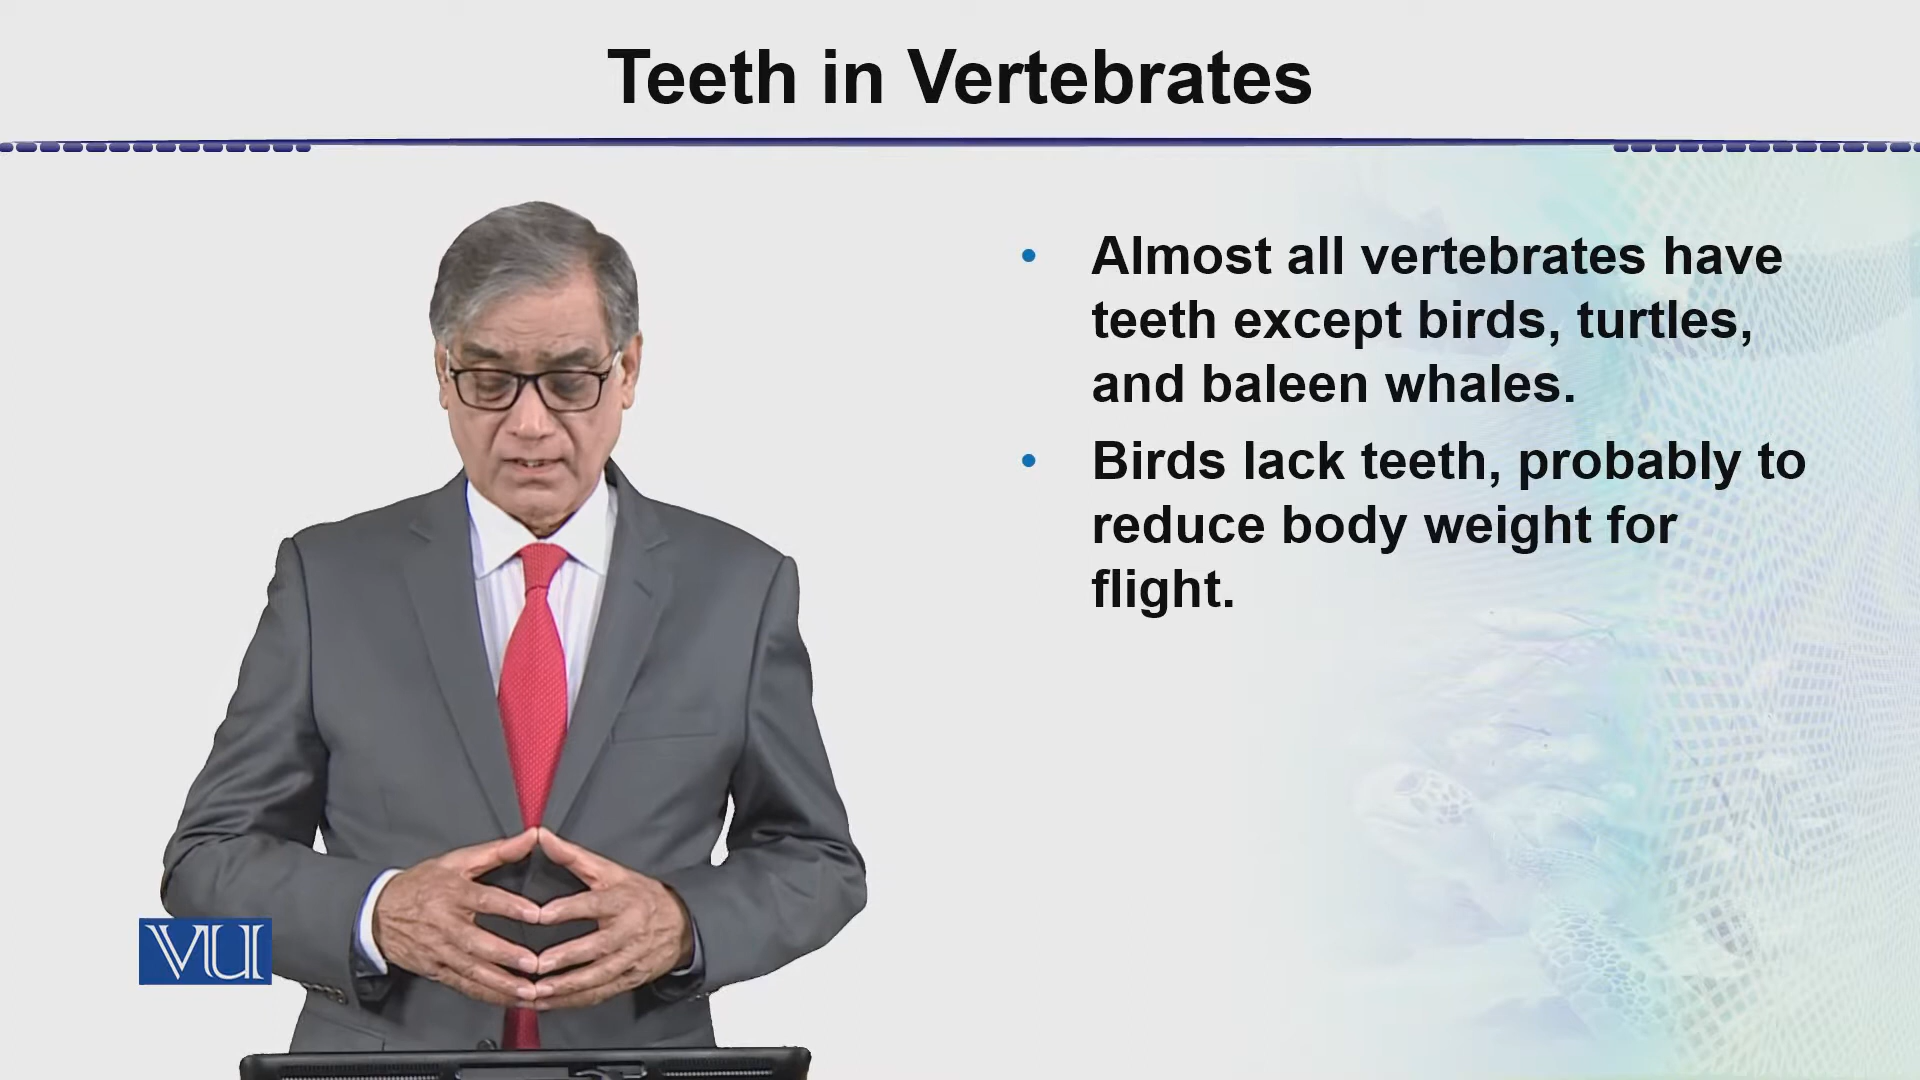 Teeth in Vertebrates
• Almost all vertebrates have
teeth except birds, turtles,
and baleen whales.
• Birds lack teeth, probably to
reduce body weight for
flight.
VU